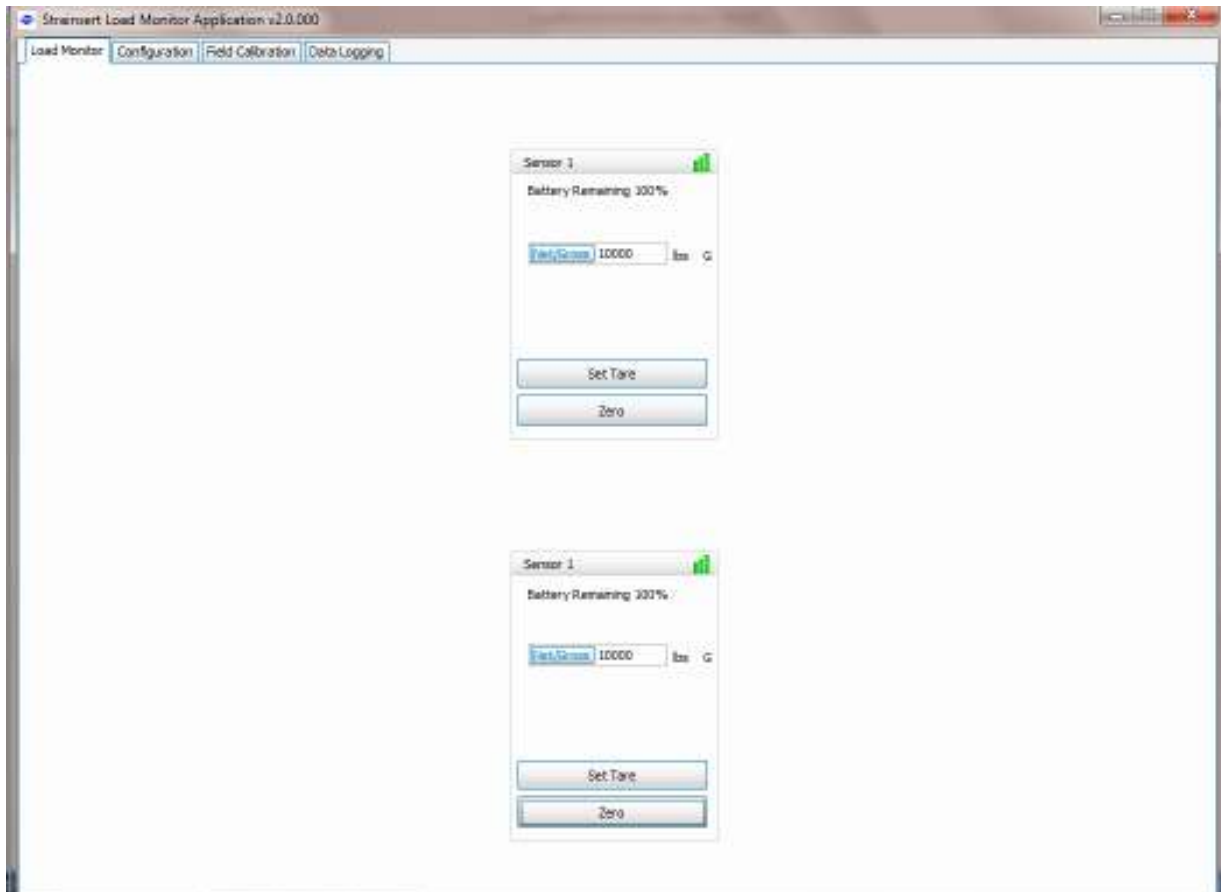 Strainsert Load Monitor Application v2.0.000
Load Monitor Configuration Field Calibration Data Logging
Sensor 1
Battery Remaining 100%
Net/Gross 10000 lbs G
Set Tare
Zero
Sensor 1
Battery Remaining 100%
Net/Gross 10000 lbs G
Set Tare
Zero